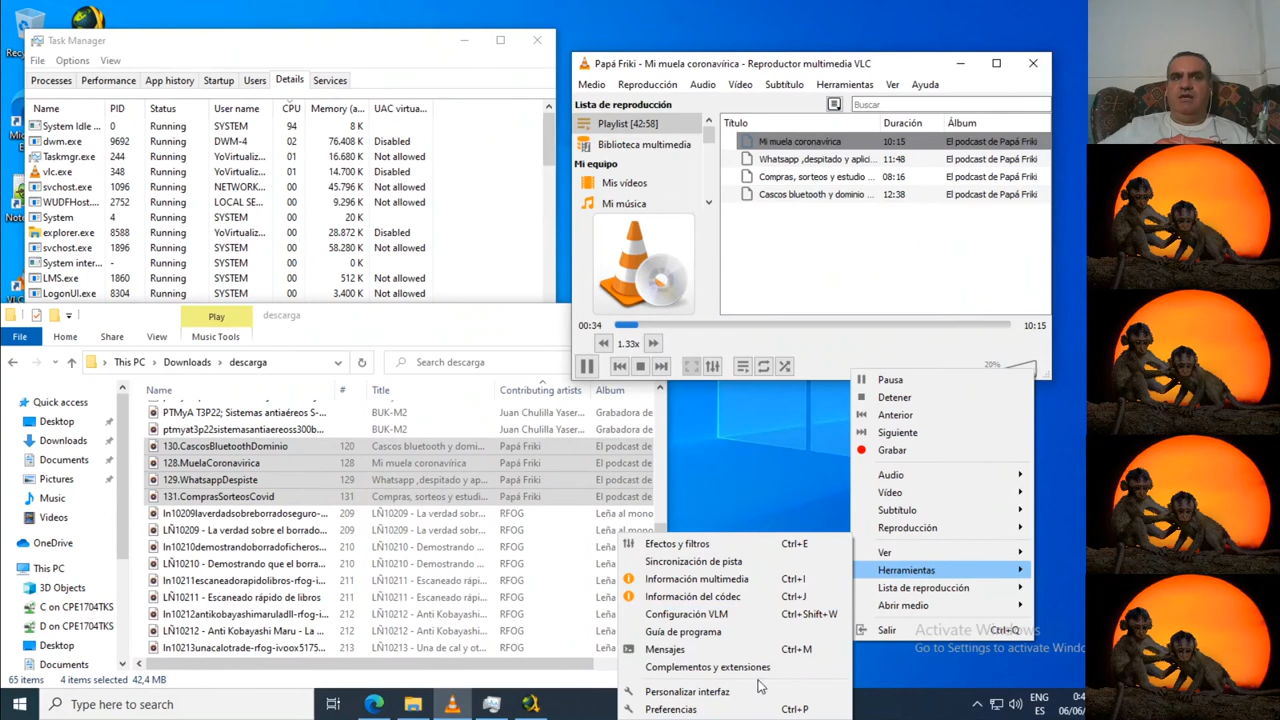 Task Manager
File Options View
Processes Performance App history Startup Users Details Services
Name PID Status User name CPU Memory (a... UAC virtua...
System Idle ... 0 Running SYSTEM 94 8 K
dwm.exe 9692 Running DWM-4 02 76.408 K Disabled
Taskmgr.exe 244 Running YoVirtualiz... 01 16.680 K Not allowed
vlc.exe 348 Running YoVirtualiz... 01 14.700 K Disabled
svchost.exe 1096 Running NETWORK... 00 45.796 K Not allowed
WUDFHost.... 2772 Running LOCAL SE... 00 9.296 K Not allowed
System 4 Running SYSTEM 00 20 K
explorer.exe 8588 Running YoVirtualiz... 00 28.872 K Disabled
svchost.exe 1896 Running SYSTEM 00 58.280 K Not allowed
System inter... - Running SYSTEM 00 0 K
LMS.exe 1860 Running SYSTEM 00 512 K Not allowed
LogonUI.exe 8304 Running SYSTEM 00 3.400 K Not allowed
Papá Friki - Mi muela coronavírica - Reproductor multimedia VLC
Medio Reproducción Audio Vídeo Subtítulo Herramientas Ver Ayuda
Lista de reproducción
Buscar
Playlist [42:58]
Biblioteca multimedia
Mi equipo
Mis vídeos
Mi música
Título Duración Álbum
Mi muela coronavírica 10:15 El podcast de Papá Friki
Whatsapp ,despitado y aplici... 11:48 El podcast de Papá Friki
Compras, sorteos y estudio ... 08:16 El podcast de Papá Friki
Cascos bluetooth y dominio ... 12:38 El podcast de Papá Friki
00:34 10:15
1.33x
20%
Play descarga
File Home Share View Music Tools
This PC Downloads descarga
Search descarga
Quick access
Desktop
Downloads
Documents
Pictures
Music
Videos
OneDrive
This PC
3D Objects
C on CPE1704TKS
D on CPE1704TKS
Desktop
Documents
Name # Title Contributing artists Album
PTMyA T3P22; Sistemas antiaéreos S-... BUK-M2 Juan Chulilla Yaser... Grabadora de
ptmyat3p22sistemasantiaereoss300b... BUK-M2 Juan Chulilla Yaser... Grabadora de
130.CascosBluetoothDominio 120 Cascos bluetooth y domi... Papá Friki El podcast de
128.MuelaCoronavirica 128 Mi muela coronavírica Papá Friki El podcast de
129.WhatsappDespiste 129 Whatsapp ,despitado y ap... Papá Friki El podcast de
131.ComprasSorteosCovid 131 Compras, sorteos y estudi... Papá Friki El podcast de
ln10209laverdadsobreborradoseguro-... 209 LÑ10209 - La verdad sobr... RFOG Leña al mono
LÑ10209 - La verdad sobre el borrado... 209 LÑ10209 - La verdad sobr... RFOG Leña al mono
ln10210demostrandoborradoficheros... 210 LÑ10210 - Demostrando ... RFOG Leña al mono
LÑ10210 - Demostrando que el borra... 210 LÑ10210 - Demostrando ... RFOG Leña al mono
ln10211escaneadorapidolibros-rfog-i... 211 LÑ10211 - Escaneado rápi... RFOG
LÑ10211 - Escaneado rápido de libros 211 LÑ10211 - Escaneado rápi... RFOG
ln10212antikobayashimaruladll-rfog-i... 212 LÑ10212 - Anti Kobayashi... RFOG
LÑ10212 - Anti Kobayashi Maru - La ... 212 LÑ10212 - Anti Kobayashi... RFOG
ln10213unacalotrade-rfog-ivoox5175... 213 LÑ10213 - Una de cal y ot... RFOG
65 items 4 items selected 42,4 MB
Pausa
Detener
Anterior
Siguiente
Grabar
Audio
Vídeo
Subtítulo
Reproducción
Ver
Herramientas
Lista de reproducción
Abrir medio
Salir Ctrl+Q
Efectos y filtros Ctrl+E
Sincronización de pista
Información multimedia Ctrl+I
Información del códec Ctrl+J
Configuración VLM Ctrl+Shift+W
Guía de programa
Mensajes Ctrl+M
Complementos y extensiones
Personalizar interfaz
Preferencias Ctrl+P
Activate Windows
Go to Settings to activate Windo
Type here to search
ENG
ES